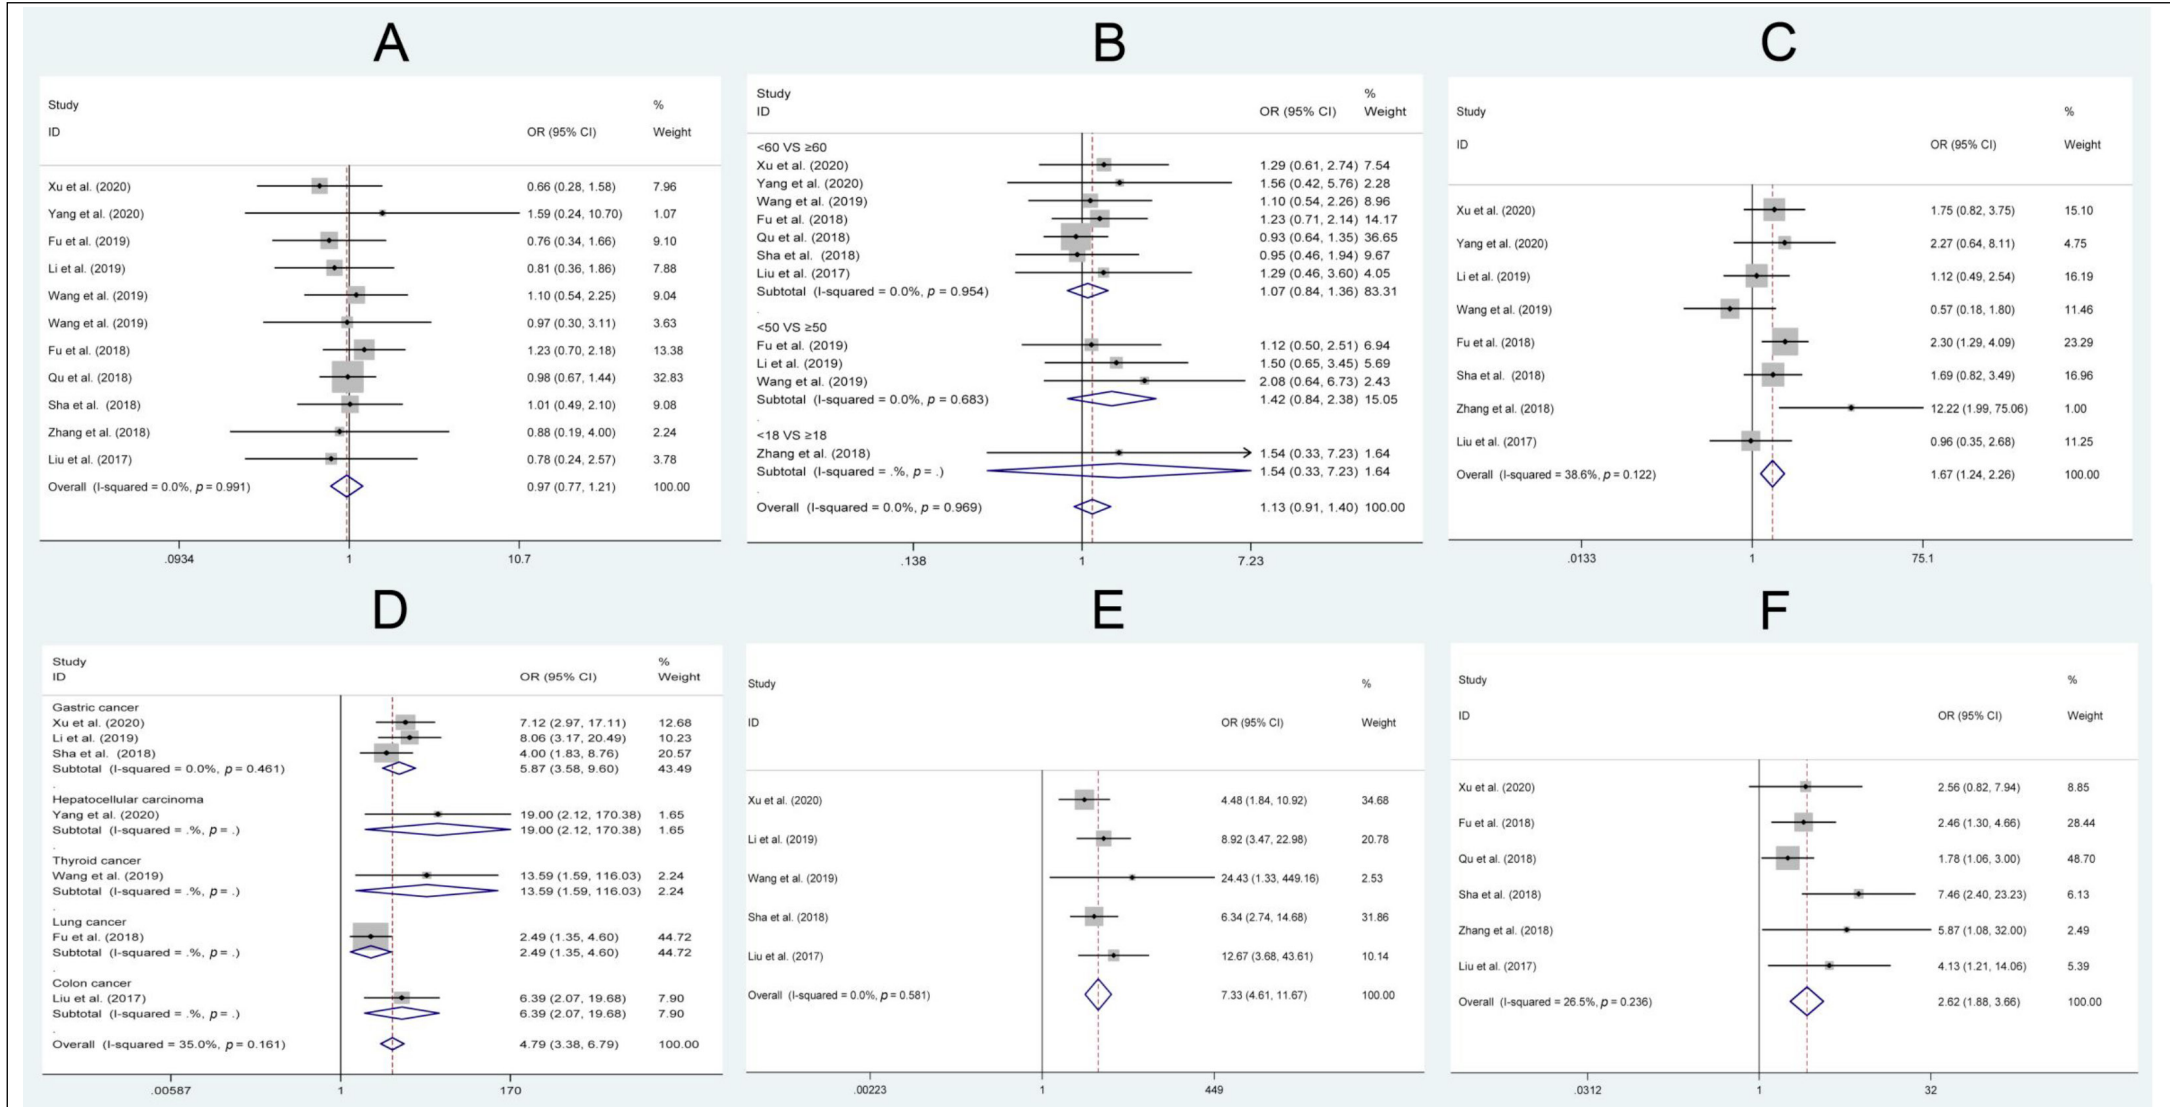 A
Study %
ID OR (95% CI) Weight
Xu et al. (2020) 0.66 (0.28, 1.58) 7.96
Yang et al. (2020) 1.59 (0.24, 10.70) 1.07
Fu et al. (2019) 0.76 (0.34, 1.66) 9.10
Li et al. (2019) 0.81 (0.36, 1.86) 7.88
Wang et al. (2019) 1.10 (0.54, 2.25) 9.04
Wang et al. (2019) 0.97 (0.30, 3.11) 3.63
Fu et al. (2018) 1.23 (0.70, 2.18) 13.38
Qu et al. (2018) 0.98 (0.67, 1.44) 32.83
Sha et al. (2018) 1.01 (0.49, 2.10) 9.08
Zhang et al. (2018) 0.88 (0.19, 4.00) 2.24
Liu et al. (2017) 0.78 (0.24, 2.57) 3.78
Overall (I-squared = 0.0%, p = 0.991) 0.97 (0.77, 1.21) 100.00
.0934 1 10.7
B
Study %
ID OR (95% CI) Weight
<60 VS ≥60
Xu et al. (2020) 1.29 (0.61, 2.74) 7.54
Yang et al. (2020) 1.56 (0.42, 5.76) 2.28
Wang et al. (2019) 1.10 (0.54, 2.26) 8.96
Fu et al. (2018) 1.23 (0.71, 2.14) 14.17
Qu et al. (2018) 0.93 (0.64, 1.35) 36.65
Sha et al. (2018) 0.95 (0.46, 1.94) 9.67
Liu et al. (2017) 1.29 (0.46, 3.60) 4.05
Subtotal (I-squared = 0.0%, p = 0.954) 1.07 (0.84, 1.36) 83.31
.
<50 VS ≥50
Fu et al. (2019) 1.12 (0.50, 2.51) 6.94
Li et al. (2019) 1.50 (0.65, 3.45) 5.69
Wang et al. (2019) 2.08 (0.64, 6.73) 2.43
Subtotal (I-squared = 0.0%, p = 0.683) 1.42 (0.84, 2.38) 15.05
.
<18 VS ≥18
Zhang et al. (2018) 1.54 (0.33, 7.23) 1.64
Subtotal (I-squared = .%, p = .) 1.54 (0.33, 7.23) 1.64
.
Overall (I-squared = 0.0%, p = 0.969) 1.13 (0.91, 1.40) 100.00
.138 1 7.23
C
Study %
ID OR (95% CI) Weight
Xu et al. (2020) 1.75 (0.82, 3.75) 15.10
Yang et al. (2020) 2.27 (0.64, 8.11) 4.75
Li et al. (2019) 1.12 (0.49, 2.54) 16.19
Wang et al. (2019) 0.57 (0.18, 1.80) 11.46
Fu et al. (2018) 2.30 (1.29, 4.09) 23.29
Sha et al. (2018) 1.69 (0.82, 3.49) 16.96
Zhang et al. (2018) 12.22 (1.99, 75.06) 1.00
Liu et al. (2017) 0.96 (0.35, 2.68) 11.25
Overall (I-squared = 38.6%, p = 0.122) 1.67 (1.24, 2.26) 100.00
.0133 1 75.1
D
Study %
ID OR (95% CI) Weight
Gastric cancer
Xu et al. (2020) 7.12 (2.97, 17.11) 12.68
Li et al. (2019) 8.06 (3.17, 20.49) 10.23
Sha et al. (2018) 4.00 (1.83, 8.76) 20.57
Subtotal (I-squared = 0.0%, p = 0.461) 5.87 (3.58, 9.60) 43.49
.
Hepatocellular carcinoma
Yang et al. (2020) 19.00 (2.12, 170.38) 1.65
Subtotal (I-squared = .%, p = .) 19.00 (2.12, 170.38) 1.65
.
Thyroid cancer
Wang et al. (2019) 13.59 (1.59, 116.03) 2.24
Subtotal (I-squared = .%, p = .) 13.59 (1.59, 116.03) 2.24
.
Lung cancer
Fu et al. (2018) 2.49 (1.35, 4.60) 44.72
Subtotal (I-squared = .%, p = .) 2.49 (1.35, 4.60) 44.72
.
Colon cancer
Liu et al. (2017) 6.39 (2.07, 19.68) 7.90
Subtotal (I-squared = .%, p = .) 6.39 (2.07, 19.68) 7.90
.
Overall (I-squared = 35.0%, p = 0.161) 4.79 (3.38, 6.79) 100.00
.00587 1 170
E
Study %
ID OR (95% CI) Weight
Xu et al. (2020) 4.48 (1.84, 10.92) 34.68
Li et al. (2019) 8.92 (3.47, 22.98) 20.78
Wang et al. (2019) 24.43 (1.33, 449.16) 2.53
Sha et al. (2018) 6.34 (2.74, 14.68) 31.86
Liu et al. (2017) 12.67 (3.68, 43.61) 10.14
Overall (I-squared = 0.0%, p = 0.581) 7.33 (4.61, 11.67) 100.00
.00223 1 449
F
Study %
ID OR (95% CI) Weight
Xu et al. (2020) 2.56 (0.82, 7.94) 8.85
Fu et al. (2018) 2.46 (1.30, 4.66) 28.44
Qu et al. (2018) 1.78 (1.06, 3.00) 48.70
Sha et al. (2018) 7.46 (2.40, 23.23) 6.13
Zhang et al. (2018) 5.87 (1.08, 32.00) 2.49
Liu et al. (2017) 4.13 (1.21, 14.06) 5.39
Overall (I-squared = 26.5%, p = 0.236) 2.62 (1.88, 3.66) 100.00
.0312 1 32